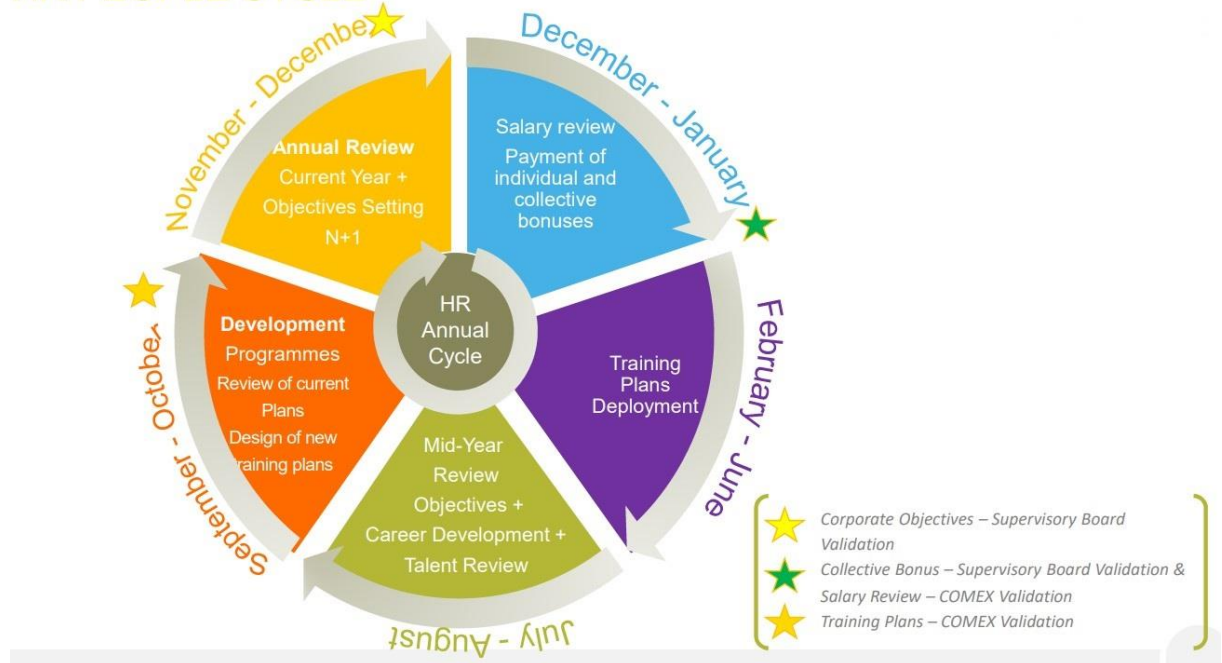 November - Decembe
December - January
February - June
July - August
September - October
Annual Review
Current Year +
Objectives Setting
N+1
Salary review
Payment of
individual and
collective
bonuses
Training
Plans
Deployment
Mid-Year
Review
Objectives +
Career Development +
Talent Review
Development
Programmes
Review of current
Plans
Design of new
training plans
HR
Annual
Cycle
Corporate Objectives – Supervisory Board
Validation
Collective Bonus – Supervisory Board Validation &
Salary Review – COMEX Validation
Training Plans – COMEX Validation